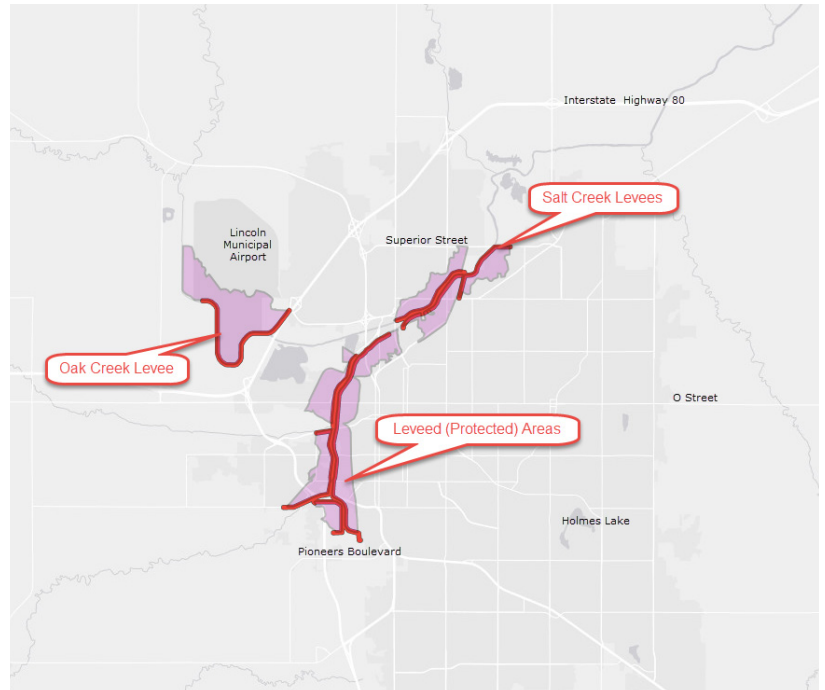 Interstate Highway 80
Salt Creek Levees
Lincoln
Municipal
Airport
Superior Street
Oak Creek Levee
O Street
Leveed (Protected) Areas
Holmes Lake
Pioneers Boulevard